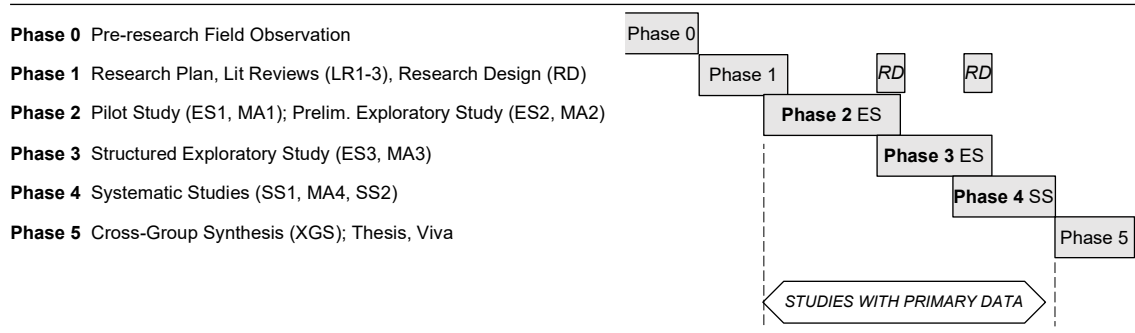 Phase 0 Pre-research Field Observation
Phase 0
Phase 1 Research Plan, Lit Reviews (LR1-3), Research Design (RD)
Phase 1
RD
RD
Phase 2 Pilot Study (ES1, MA1); Prelim. Exploratory Study (ES2, MA2)
Phase 2 ES
Phase 3 Structured Exploratory Study (ES3, MA3)
Phase 3 ES
Phase 4 Systematic Studies (SS1, MA4, SS2)
Phase 4 SS
Phase 5 Cross-Group Synthesis (XGS); Thesis, Viva
Phase 5
STUDIES WITH PRIMARY DATA